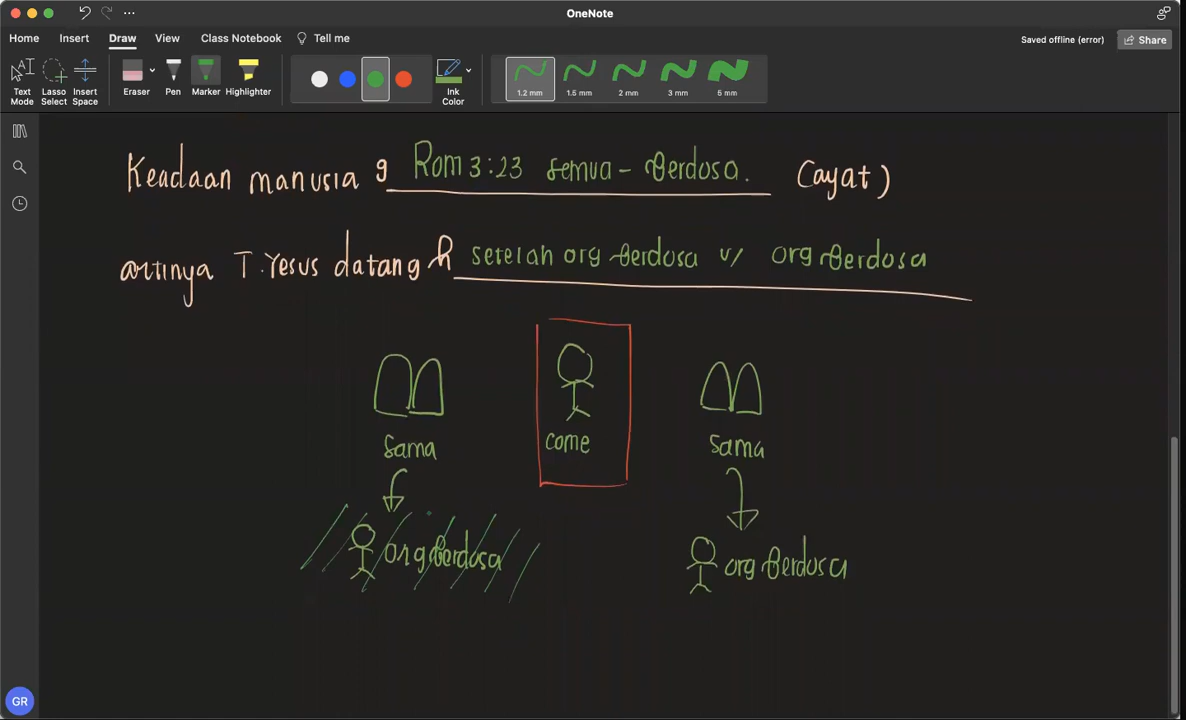 OneNote
Home Insert Draw View Class Notebook Tell me
Saved offline (error) Share
Text Mode Lasso Select Insert Space Eraser Pen Marker Highlighter Ink Color 1.2 mm 1.5 mm 2 mm 3 mm 5 mm
Keadaan manusia g Rom 3:23 semua - Berdosa. (ayat)
artinya T. Yesus datang h setelah org Berdosa u/ org Berdosa
come
sama sama
org Berdosa org Berdosa
GR